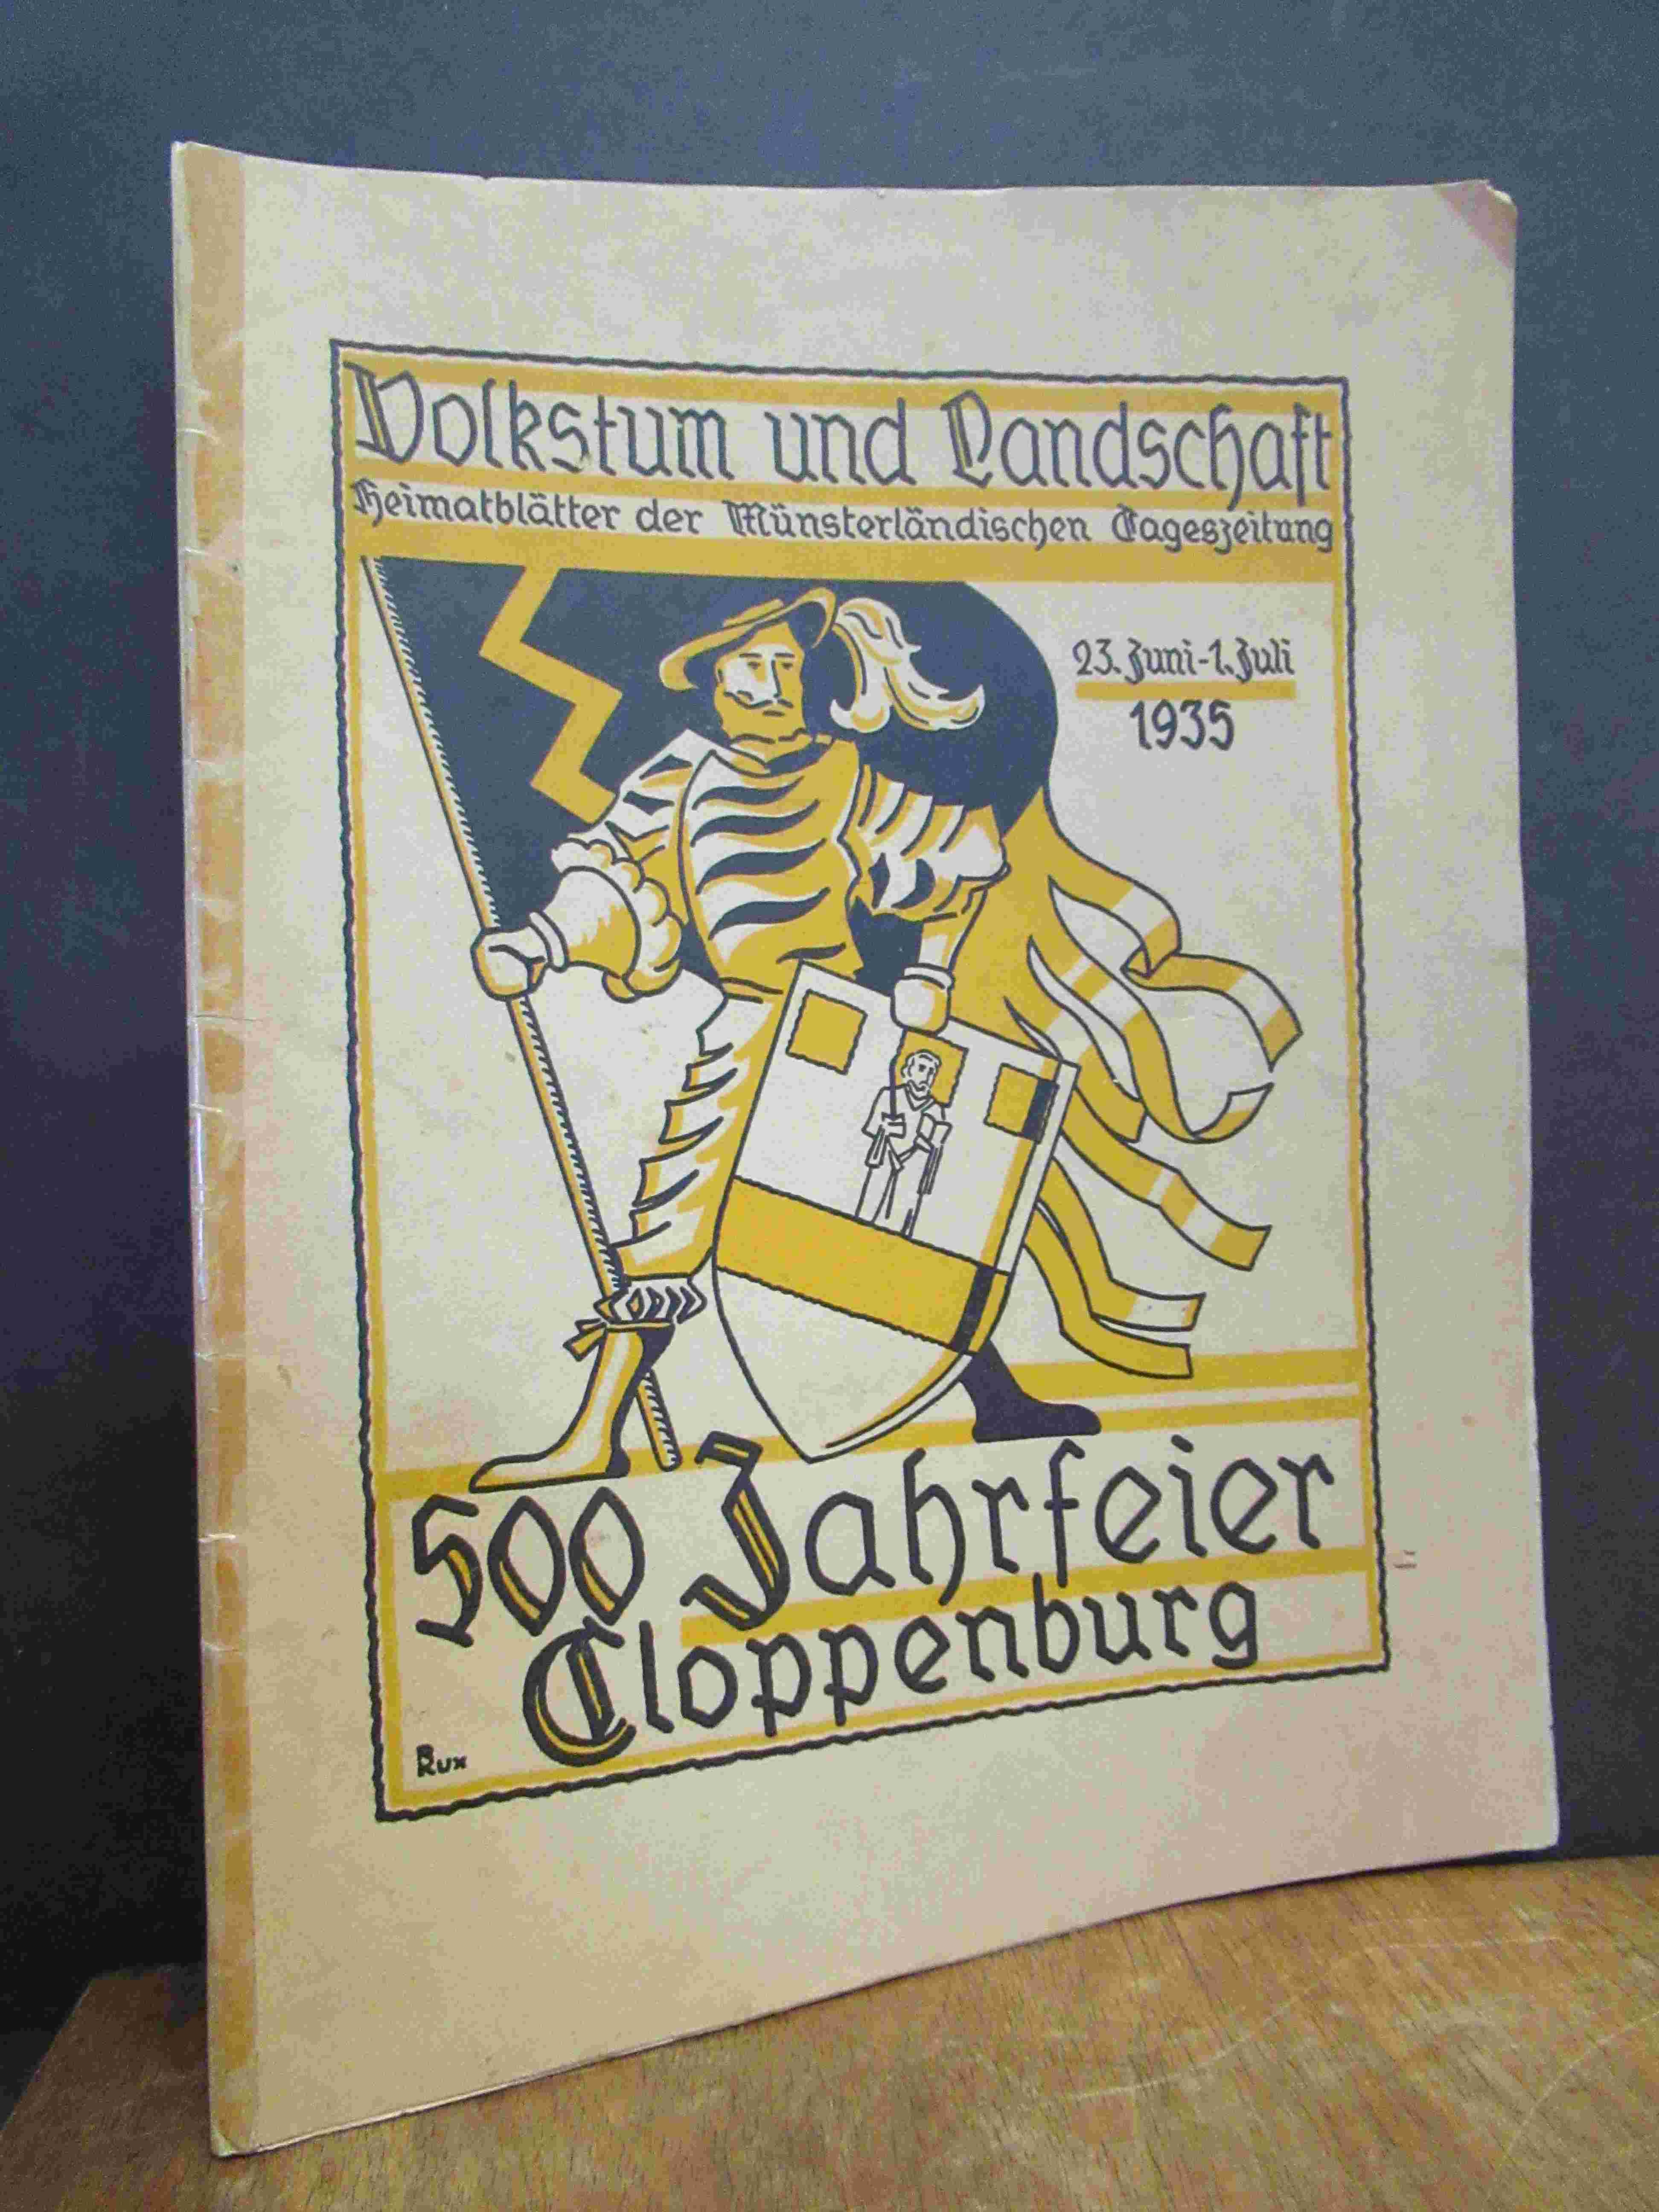 Volkstum und Landschaft
Heimatblätter der Münsterländischen Tageszeitung
23. Juni-1. Juli
1935
500 Jahrfeier
Cloppenburg
Rux